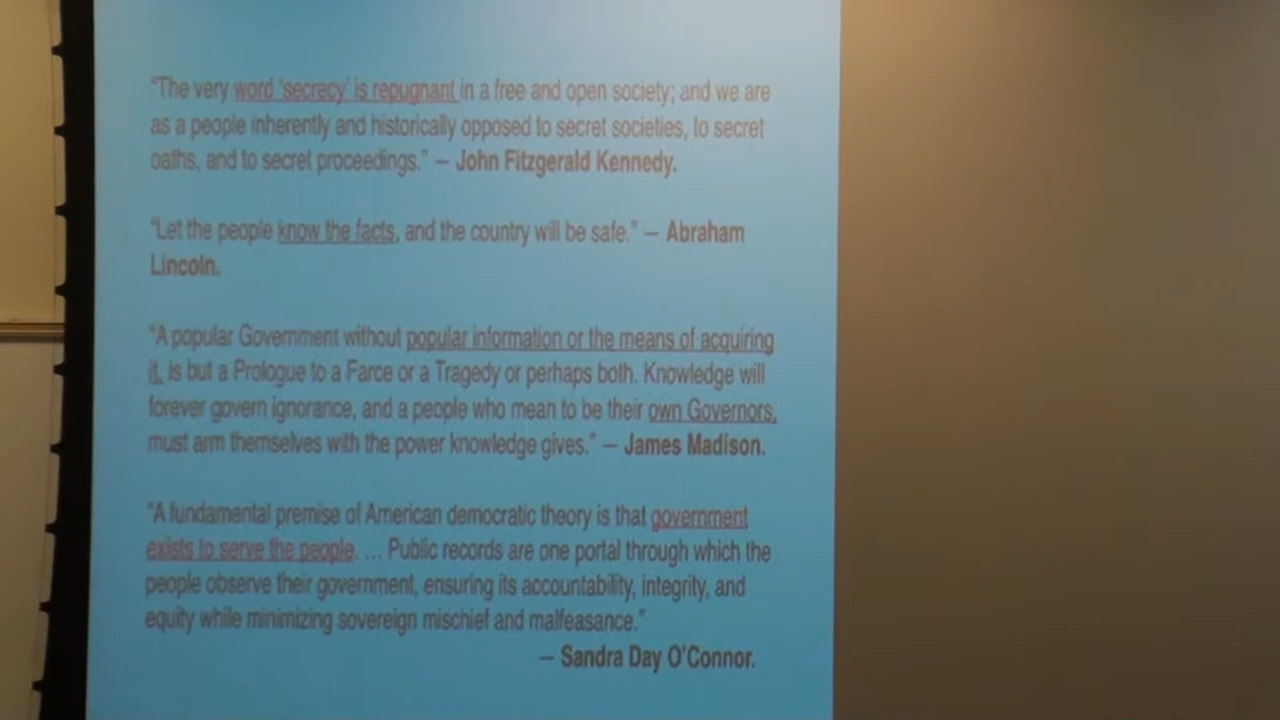 “The very word ‘secrecy’ is repugnant in a free and open society; and we are
as a people inherently and historically opposed to secret societies, to secret
oaths, and to secret proceedings.” – John Fitzgerald Kennedy.
“Let the people know the facts, and the country will be safe.” – Abraham
Lincoln.
“A popular Government without popular information or the means of acquiring
it, is but a Prologue to a Farce or a Tragedy or perhaps both. Knowledge will
forever govern ignorance, and a people who mean to be their own Governors,
must arm themselves with the power knowledge gives.” – James Madison.
“A fundamental premise of American democratic theory is that government
exists to serve the people. ... Public records are one portal through which the
people observe their government, ensuring its accountability, integrity, and
equity while minimizing sovereign mischief and malfeasance.”
– Sandra Day O’Connor.